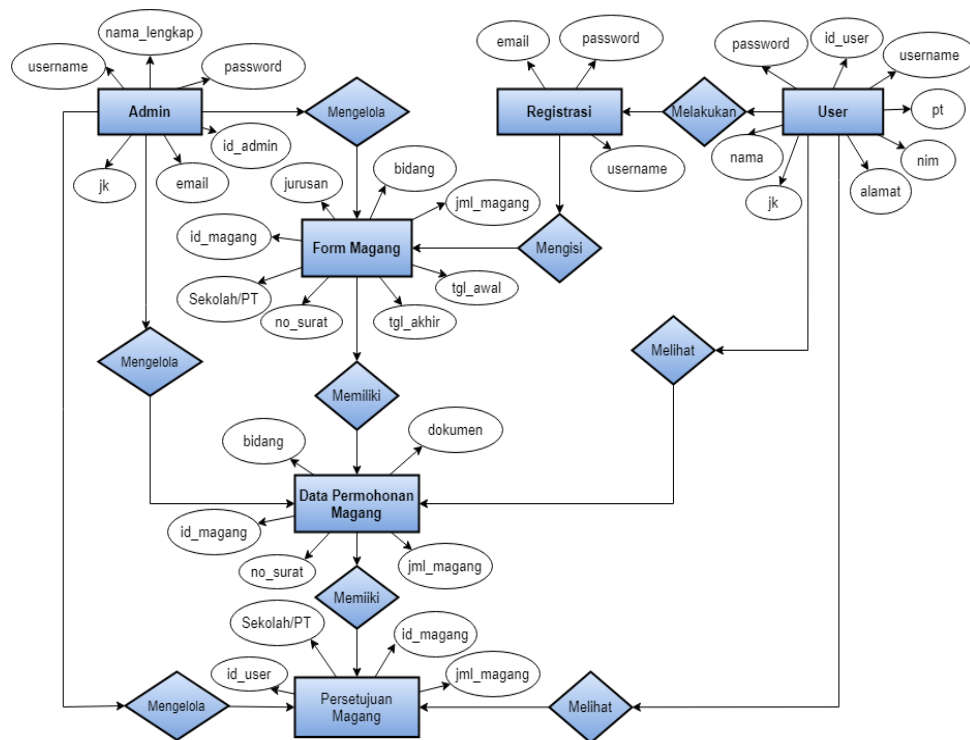 nama_lengkap
username
password
Admin
Mengelola
id_admin
jk
email
email
password
Registrasi
Melakukan
username
password
id_user
username
User
pt
nama
nim
jk
alamat
jurusan
bidang
jml_magang
id_magang
Form Magang
Mengisi
Sekolah/PT
tgl_awal
no_surat
tgl_akhir
Mengelola
Memiliki
Melihat
bidang
dokumen
Data Permohonan
Magang
id_magang
no_surat
jml_magang
Memiiki
Sekolah/PT
id_magang
id_user
jml_magang
Mengelola
Persetujuan
Magang
Melihat